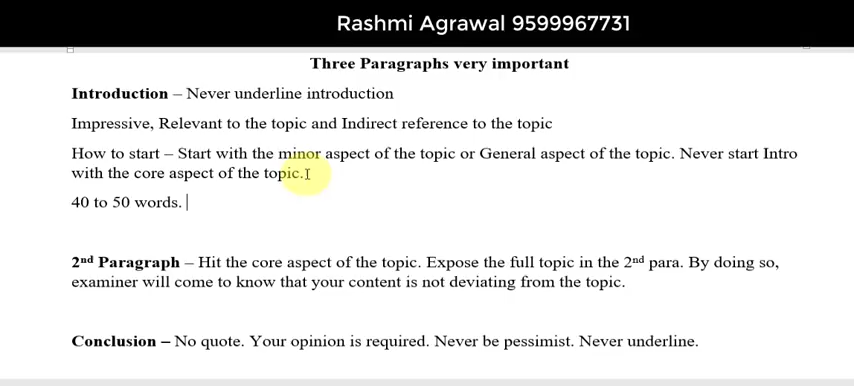 Rashmi Agrawal 9599967731
Three Paragraphs very important
Introduction – Never underline introduction
Impressive, Relevant to the topic and Indirect reference to the topic
How to start – Start with the minor aspect of the topic or General aspect of the topic. Never start Intro
with the core aspect of the topic.
40 to 50 words.
2nd Paragraph – Hit the core aspect of the topic. Expose the full topic in the 2nd para. By doing so,
examiner will come to know that your content is not deviating from the topic.
Conclusion – No quote. Your opinion is required. Never be pessimist. Never underline.